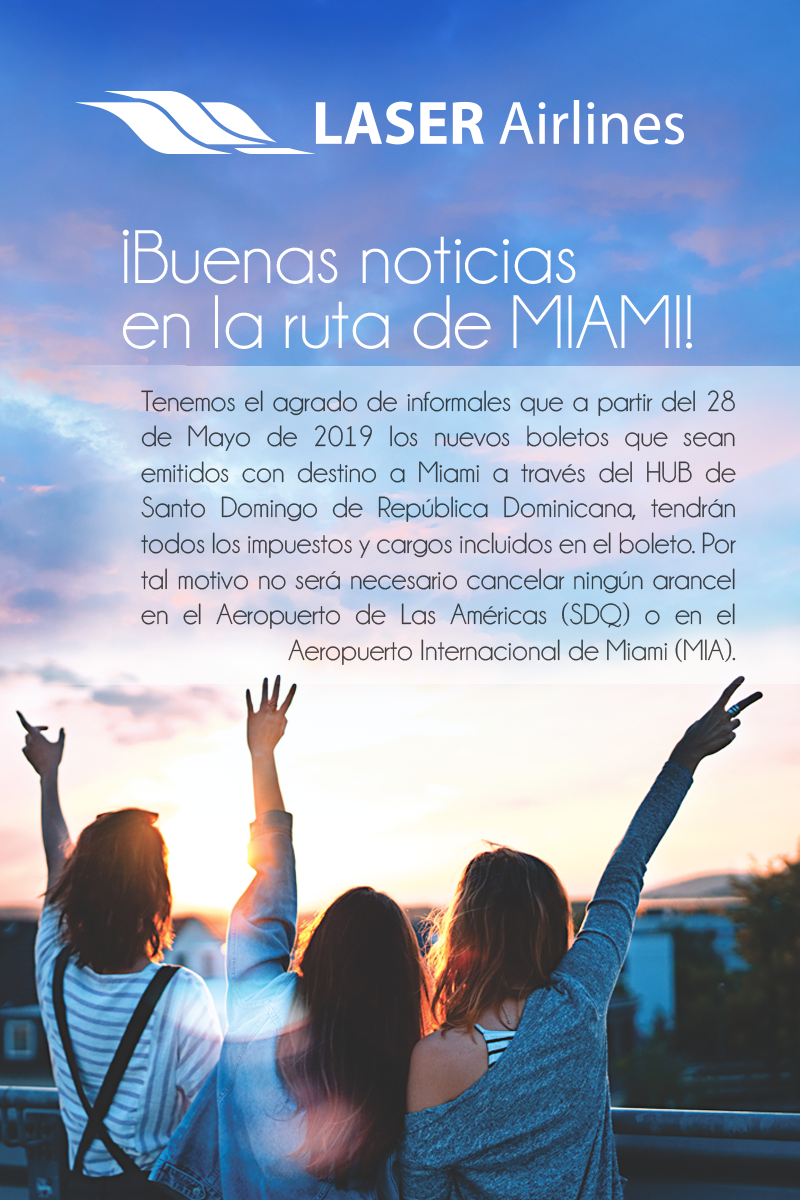 LASER Airlines
¡Buenas noticias
en la ruta de MIAMI!
Tenemos el agrado de informales que a partir del 28
de Mayo de 2019 los nuevos boletos que sean
emitidos con destino a Miami a través del HUB de
Santo Domingo de República Dominicana, tendrán
todos los impuestos y cargos incluidos en el boleto. Por
tal motivo no será necesario cancelar ningún arancel
en el Aeropuerto de Las Américas (SDQ) o en el
Aeropuerto Internacional de Miami (MIA).